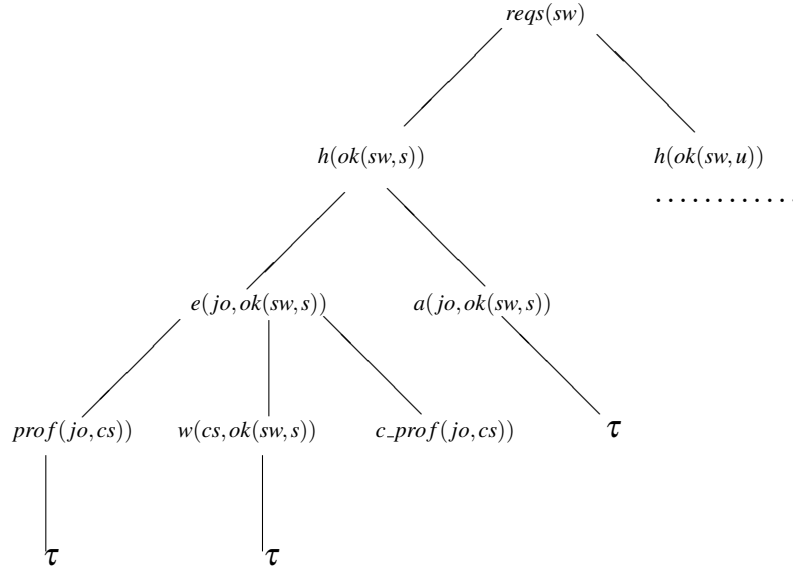 reqs(sw)
h(ok(sw,s)) h(ok(sw,u))
. . . . . . . . . . . .
e(jo,ok(sw,s)) a(jo,ok(sw,s))
prof(jo,cs)) w(cs,ok(sw,s)) c_prof(jo,cs)) τ
τ τ